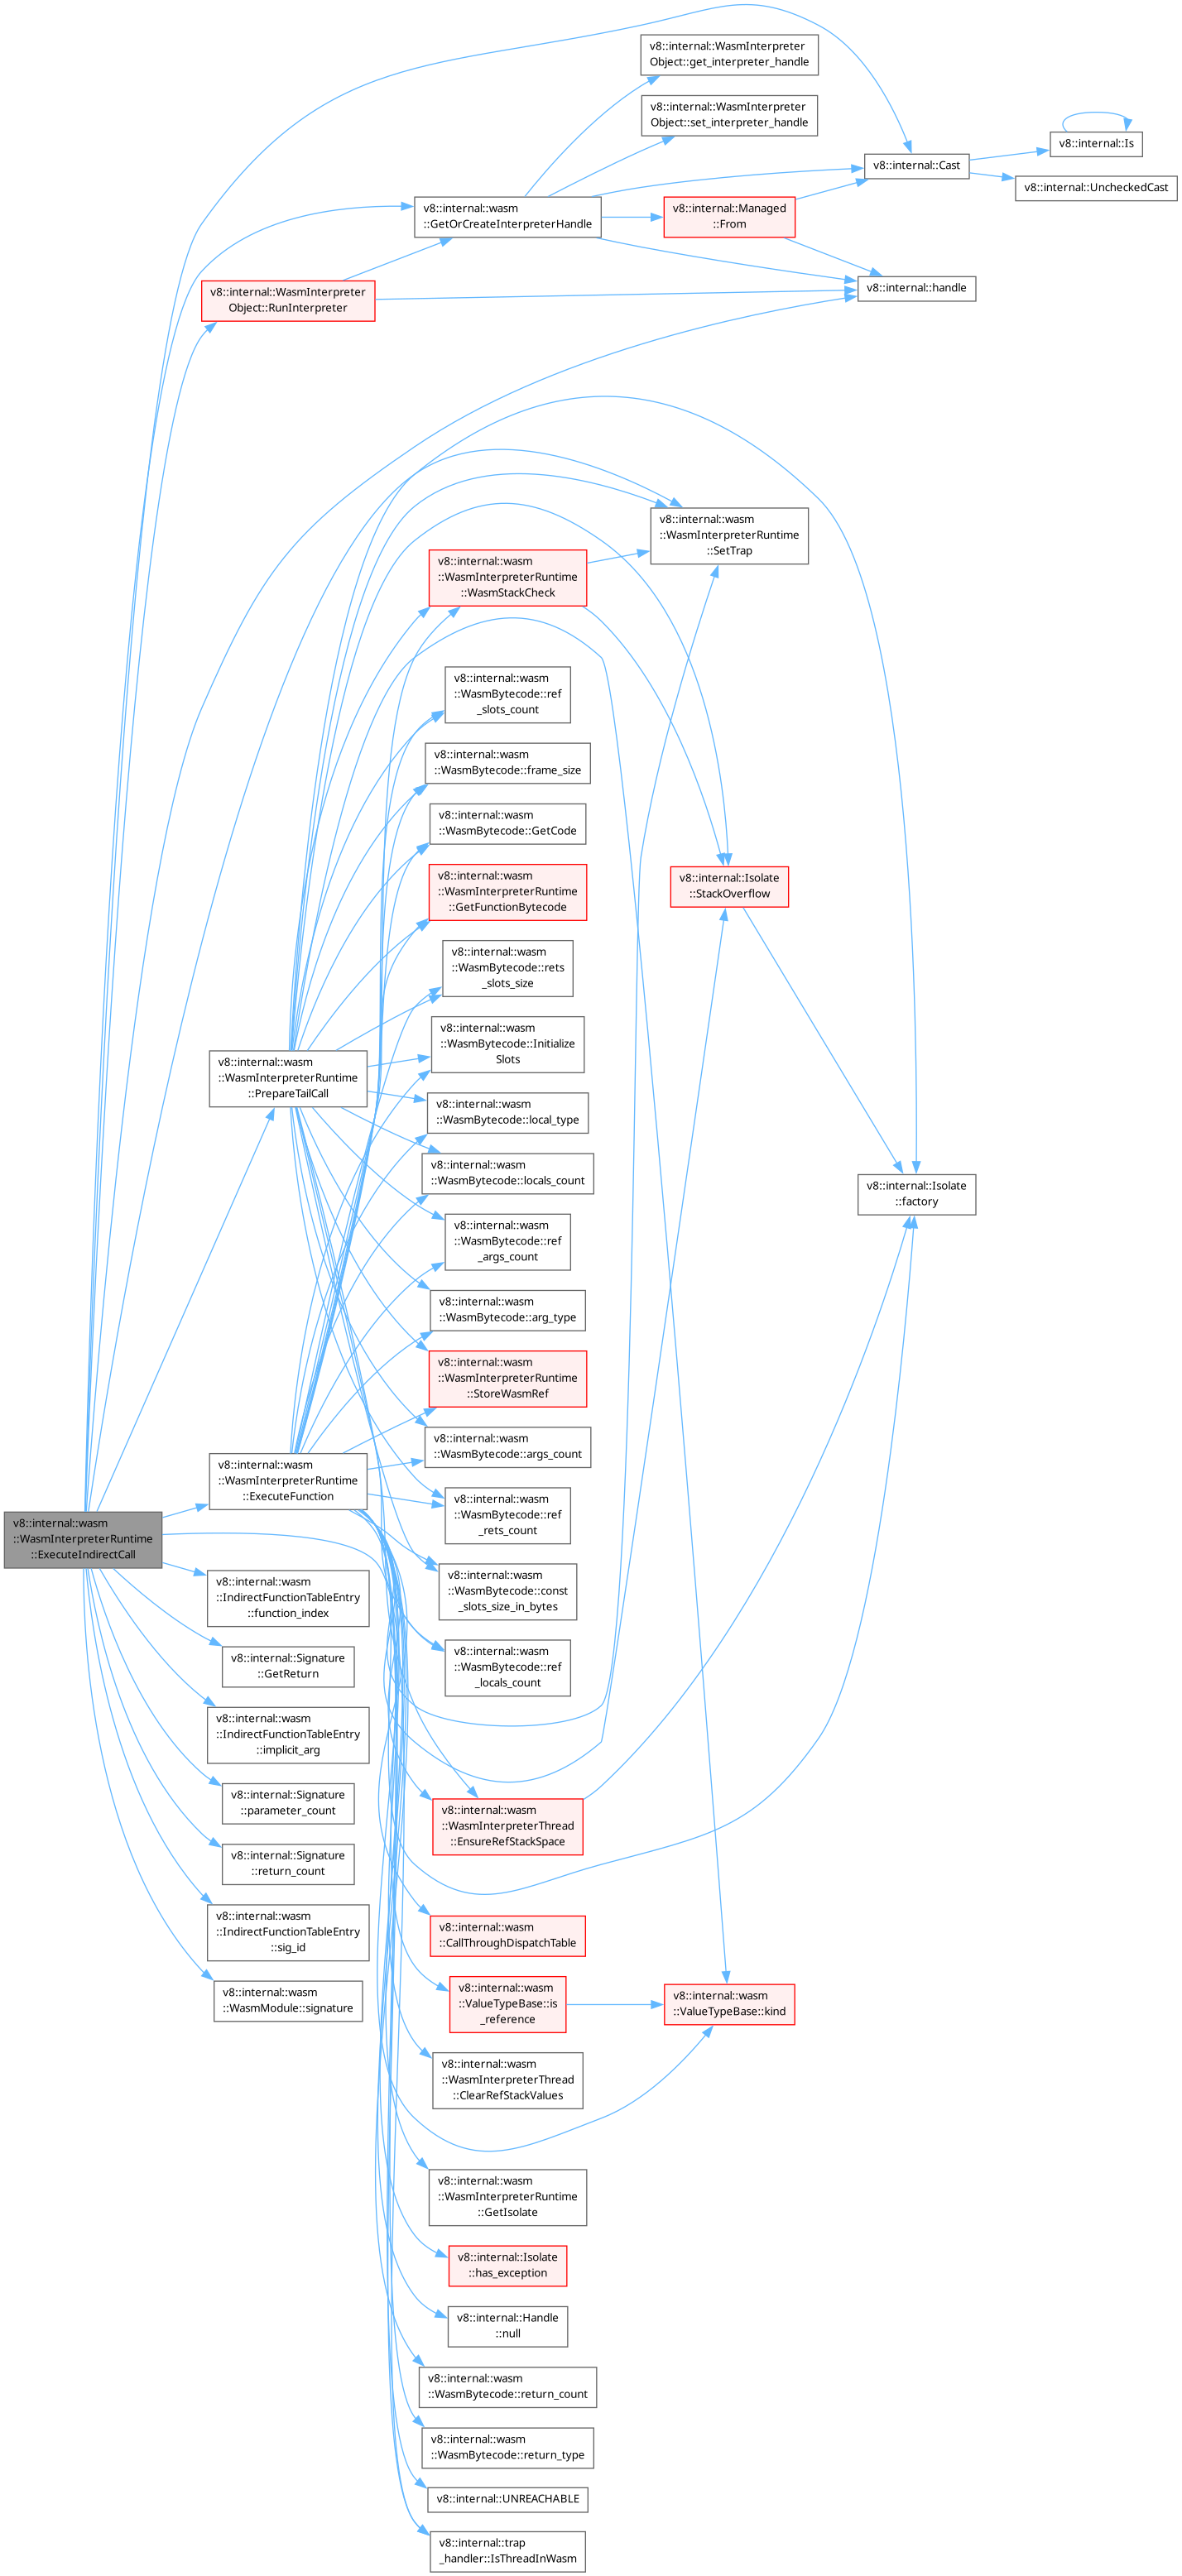 v8::internal::WasmInterpreter
Object::get_interpreter_handle
v8::internal::WasmInterpreter
Object::set_interpreter_handle
v8::internal::Is
v8::internal::Cast
v8::internal::UncheckedCast
v8::internal::wasm
::GetOrCreateInterpreterHandle
v8::internal::Managed
::From
v8::internal::WasmInterpreter
Object::RunInterpreter
v8::internal::handle
v8::internal::wasm
::WasmInterpreterRuntime
::SetTrap
v8::internal::wasm
::WasmInterpreterRuntime
::WasmStackCheck
v8::internal::wasm
::WasmBytecode::ref
_slots_count
v8::internal::wasm
::WasmBytecode::frame_size
v8::internal::wasm
::WasmBytecode::GetCode
v8::internal::wasm
::WasmInterpreterRuntime
::GetFunctionBytecode
v8::internal::Isolate
::StackOverflow
v8::internal::wasm
::WasmBytecode::rets
_slots_size
v8::internal::wasm
::WasmBytecode::Initialize
Slots
v8::internal::wasm
::WasmInterpreterRuntime
::PrepareTailCall
v8::internal::wasm
::WasmBytecode::local_type
v8::internal::wasm
::WasmBytecode::locals_count
v8::internal::Isolate
::factory
v8::internal::wasm
::WasmBytecode::ref
_args_count
v8::internal::wasm
::WasmBytecode::arg_type
v8::internal::wasm
::WasmInterpreterRuntime
::StoreWasmRef
v8::internal::wasm
::WasmBytecode::args_count
v8::internal::wasm
::WasmInterpreterRuntime
::ExecuteFunction
v8::internal::wasm
::WasmBytecode::ref
_rets_count
v8::internal::wasm
::WasmInterpreterRuntime
::ExecuteIndirectCall
v8::internal::wasm
::WasmBytecode::const
_slots_size_in_bytes
v8::internal::wasm
::IndirectFunctionTableEntry
::function_index
v8::internal::Signature
::GetReturn
v8::internal::wasm
::WasmBytecode::ref
_locals_count
v8::internal::wasm
::IndirectFunctionTableEntry
::implicit_arg
v8::internal::Signature
::parameter_count
v8::internal::wasm
::WasmInterpreterThread
::EnsureRefStackSpace
v8::internal::Signature
::return_count
v8::internal::wasm
::IndirectFunctionTableEntry
::sig_id
v8::internal::wasm
::CallThroughDispatchTable
v8::internal::wasm
::WasmModule::signature
v8::internal::wasm
::ValueTypeBase::is
_reference
v8::internal::wasm
::ValueTypeBase::kind
v8::internal::wasm
::WasmInterpreterThread
::ClearRefStackValues
v8::internal::wasm
::WasmInterpreterRuntime
::GetIsolate
v8::internal::Isolate
::has_exception
v8::internal::Handle
::null
v8::internal::wasm
::WasmBytecode::return_count
v8::internal::wasm
::WasmBytecode::return_type
v8::internal::UNREACHABLE
v8::internal::trap
_handler::IsThreadInWasm